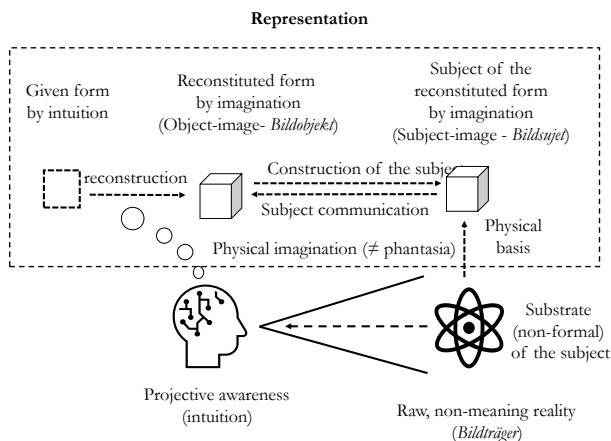 Representation
Given form
by intuition
Reconstituted form
by imagination
(Object-image- Bildobjekt)
Subject of the
reconstituted form
by imagination
(Subject-image - Bildsujet)
reconstruction
Construction of the subject
Subject communication
Physical imagination (≠ phantasia)
Physical
basis
Substrate
(non-formal)
of the subject
Projective awareness
(intuition)
Raw, non-meaning reality
(Bildträger)